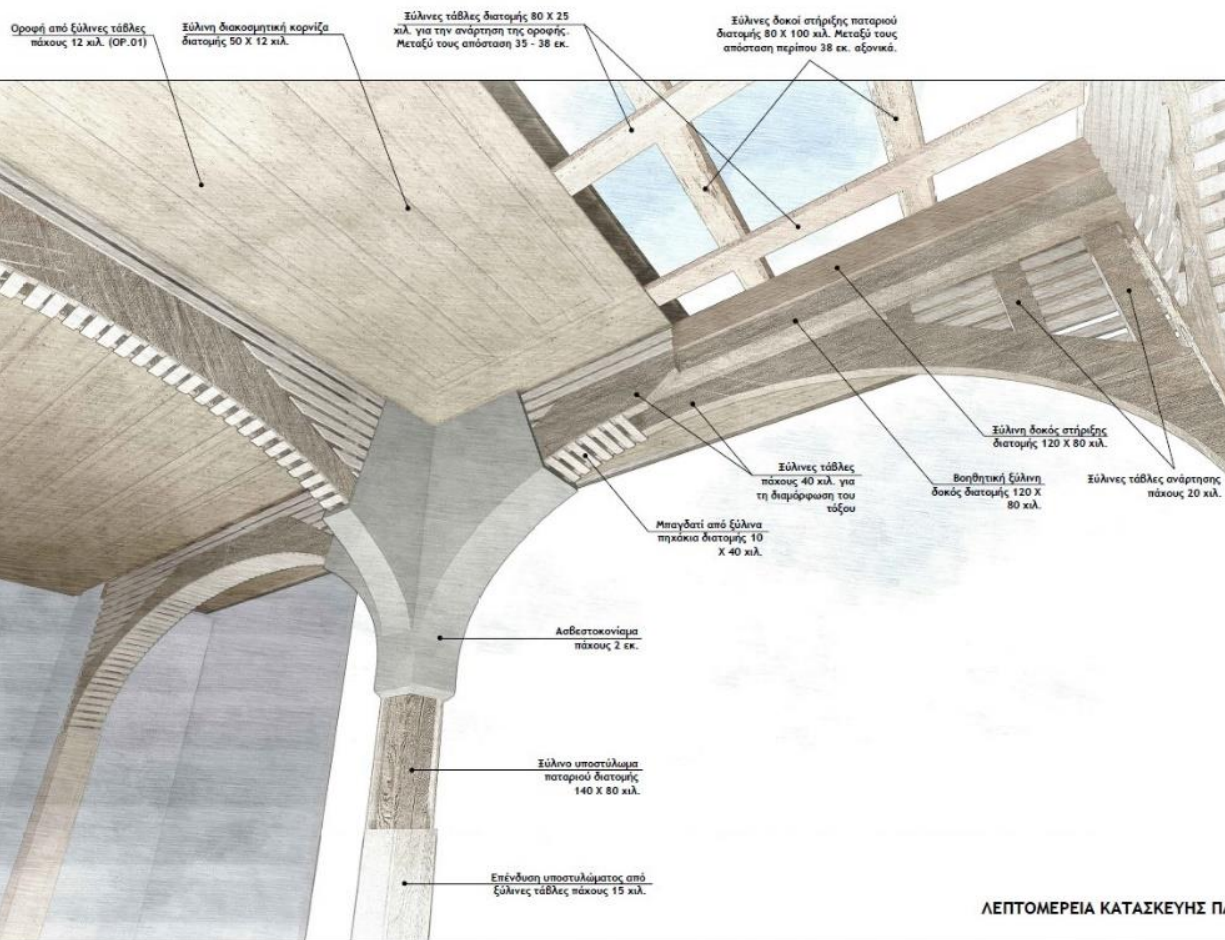 Οροφή από ξύλινες τάβλες
πάχους 12 χιλ. (ΟΡ.01)
Ξύλινη διακοσμητική κορνίζα
διατομής 50 Χ 12 χιλ.
Ξύλινες τάβλες διατομής 80 Χ 25
χιλ. για την ανάρτηση της οροφής.
Μεταξύ τους απόσταση 35 - 38 εκ.
Ξύλινες δοκοί στήριξης παταριού
διατομής 80 Χ 100 χιλ. Μεταξύ τους
απόσταση περίπου 38 εκ. αξονικά.
Ξύλινη δοκός στήριξης
διατομής 120 Χ 80 χιλ.
Ξύλινες τάβλες
πάχους 40 χιλ. για
τη διαμόρφωση του
τόξου
Βοηθητική ξύλινη
δοκός διατομής 120 Χ
80 χιλ.
Ξύλινες τάβλες ανάρτησης
πάχους 20 χιλ.
Μπαγδατί από ξύλινα
πηχάκια διατομής 10
Χ 40 χιλ.
Ασβεστοκονίαμα
πάχους 2 εκ.
Ξύλινο υποστύλωμα
παταριού διατομής
140 Χ 80 χιλ.
Επένδυση υποστυλώματος από
ξύλινες τάβλες πάχους 15 χιλ.
ΛΕΠΤΟΜΕΡΕΙΑ ΚΑΤΑΣΚΕΥΗΣ